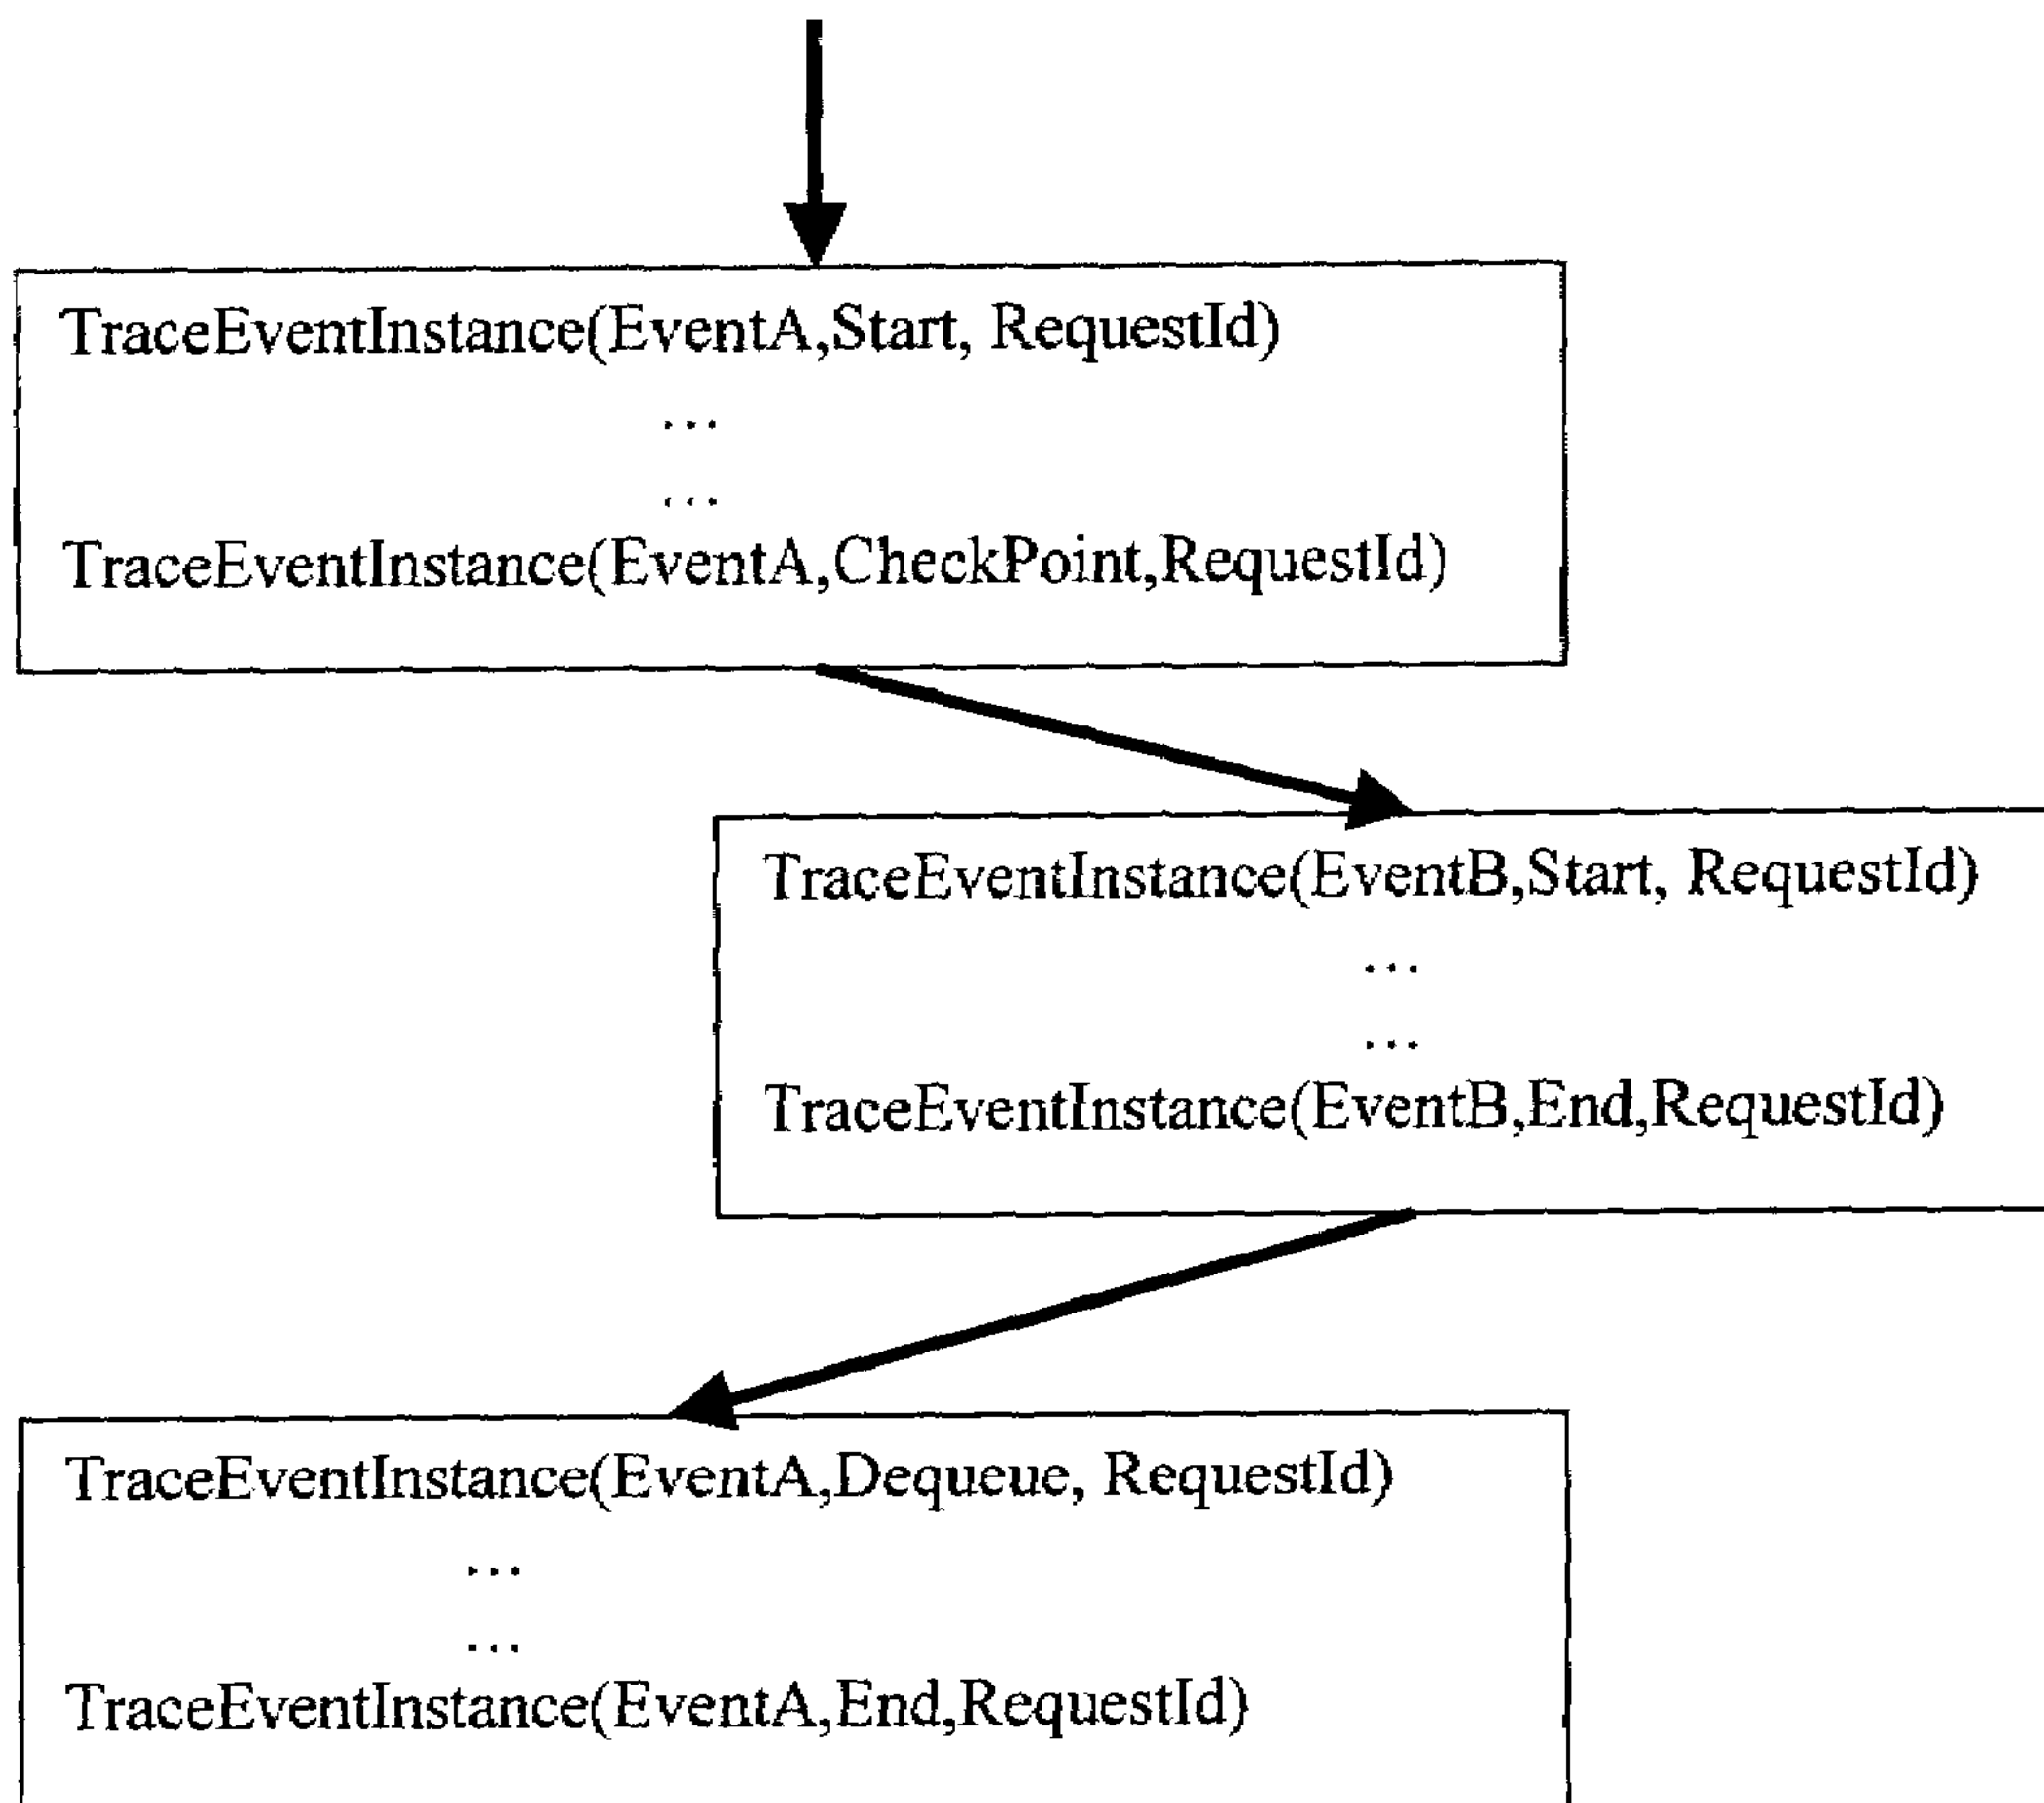 TraceEventInstance(EventA,Start, RequestId)
...
...
TraceEventInstance(EventA,CheckPoint,RequestId)
TraceEventInstance(EventB,Start, RequestId)
...
...
TraceEventInstance(EventB,End,RequestId)
TraceEventInstance(EventA,Dequeue, RequestId)
...
...
TraceEventInstance(EventA,End,RequestId)